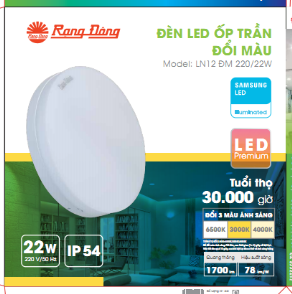 Rạng Đông
ĐÈN LED ỐP TRẦN
ĐỔI MÀU
Model: LN12 ĐM 220/22W
SAMSUNG
LED
illuminated
LED
Premium
Tuổi thọ
30.000 giờ
ĐỔI 3 MÀU ÁNH SÁNG
6500K 3000K 4000K
22W
220 V/50 Hz
IP 54
Quang thông
Hiệu suất sáng
1700 lm
78 lm/W